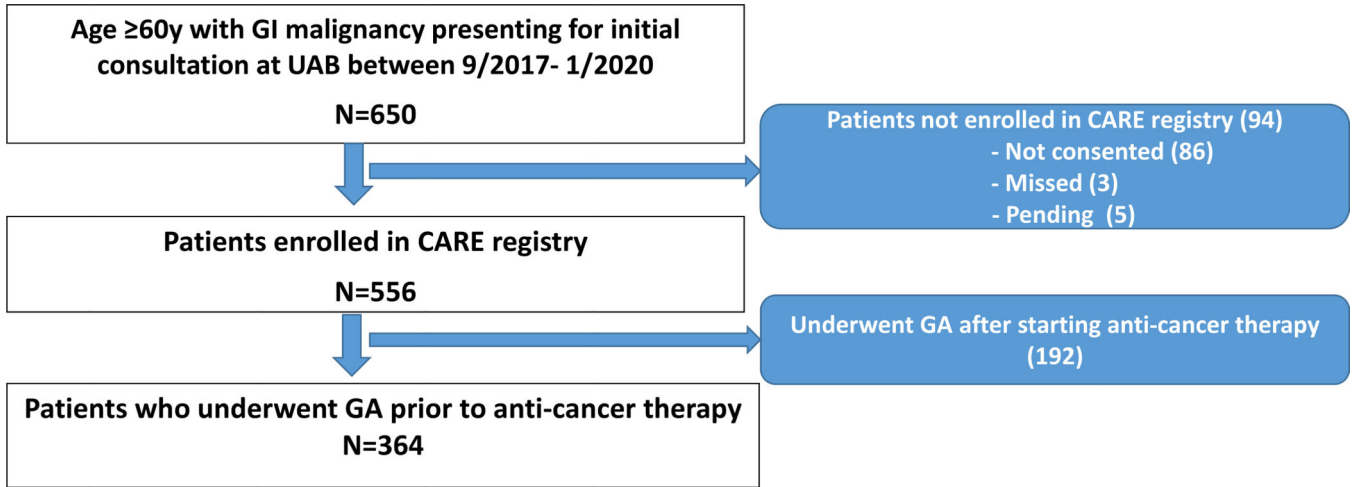 Age ≥60y with GI malignancy presenting for initial
consultation at UAB between 9/2017- 1/2020
N=650
Patients not enrolled in CARE registry (94)
- Not consented (86)
- Missed (3)
- Pending (5)
Patients enrolled in CARE registry
N=556
Underwent GA after starting anti-cancer therapy
(192)
Patients who underwent GA prior to anti-cancer therapy
N=364